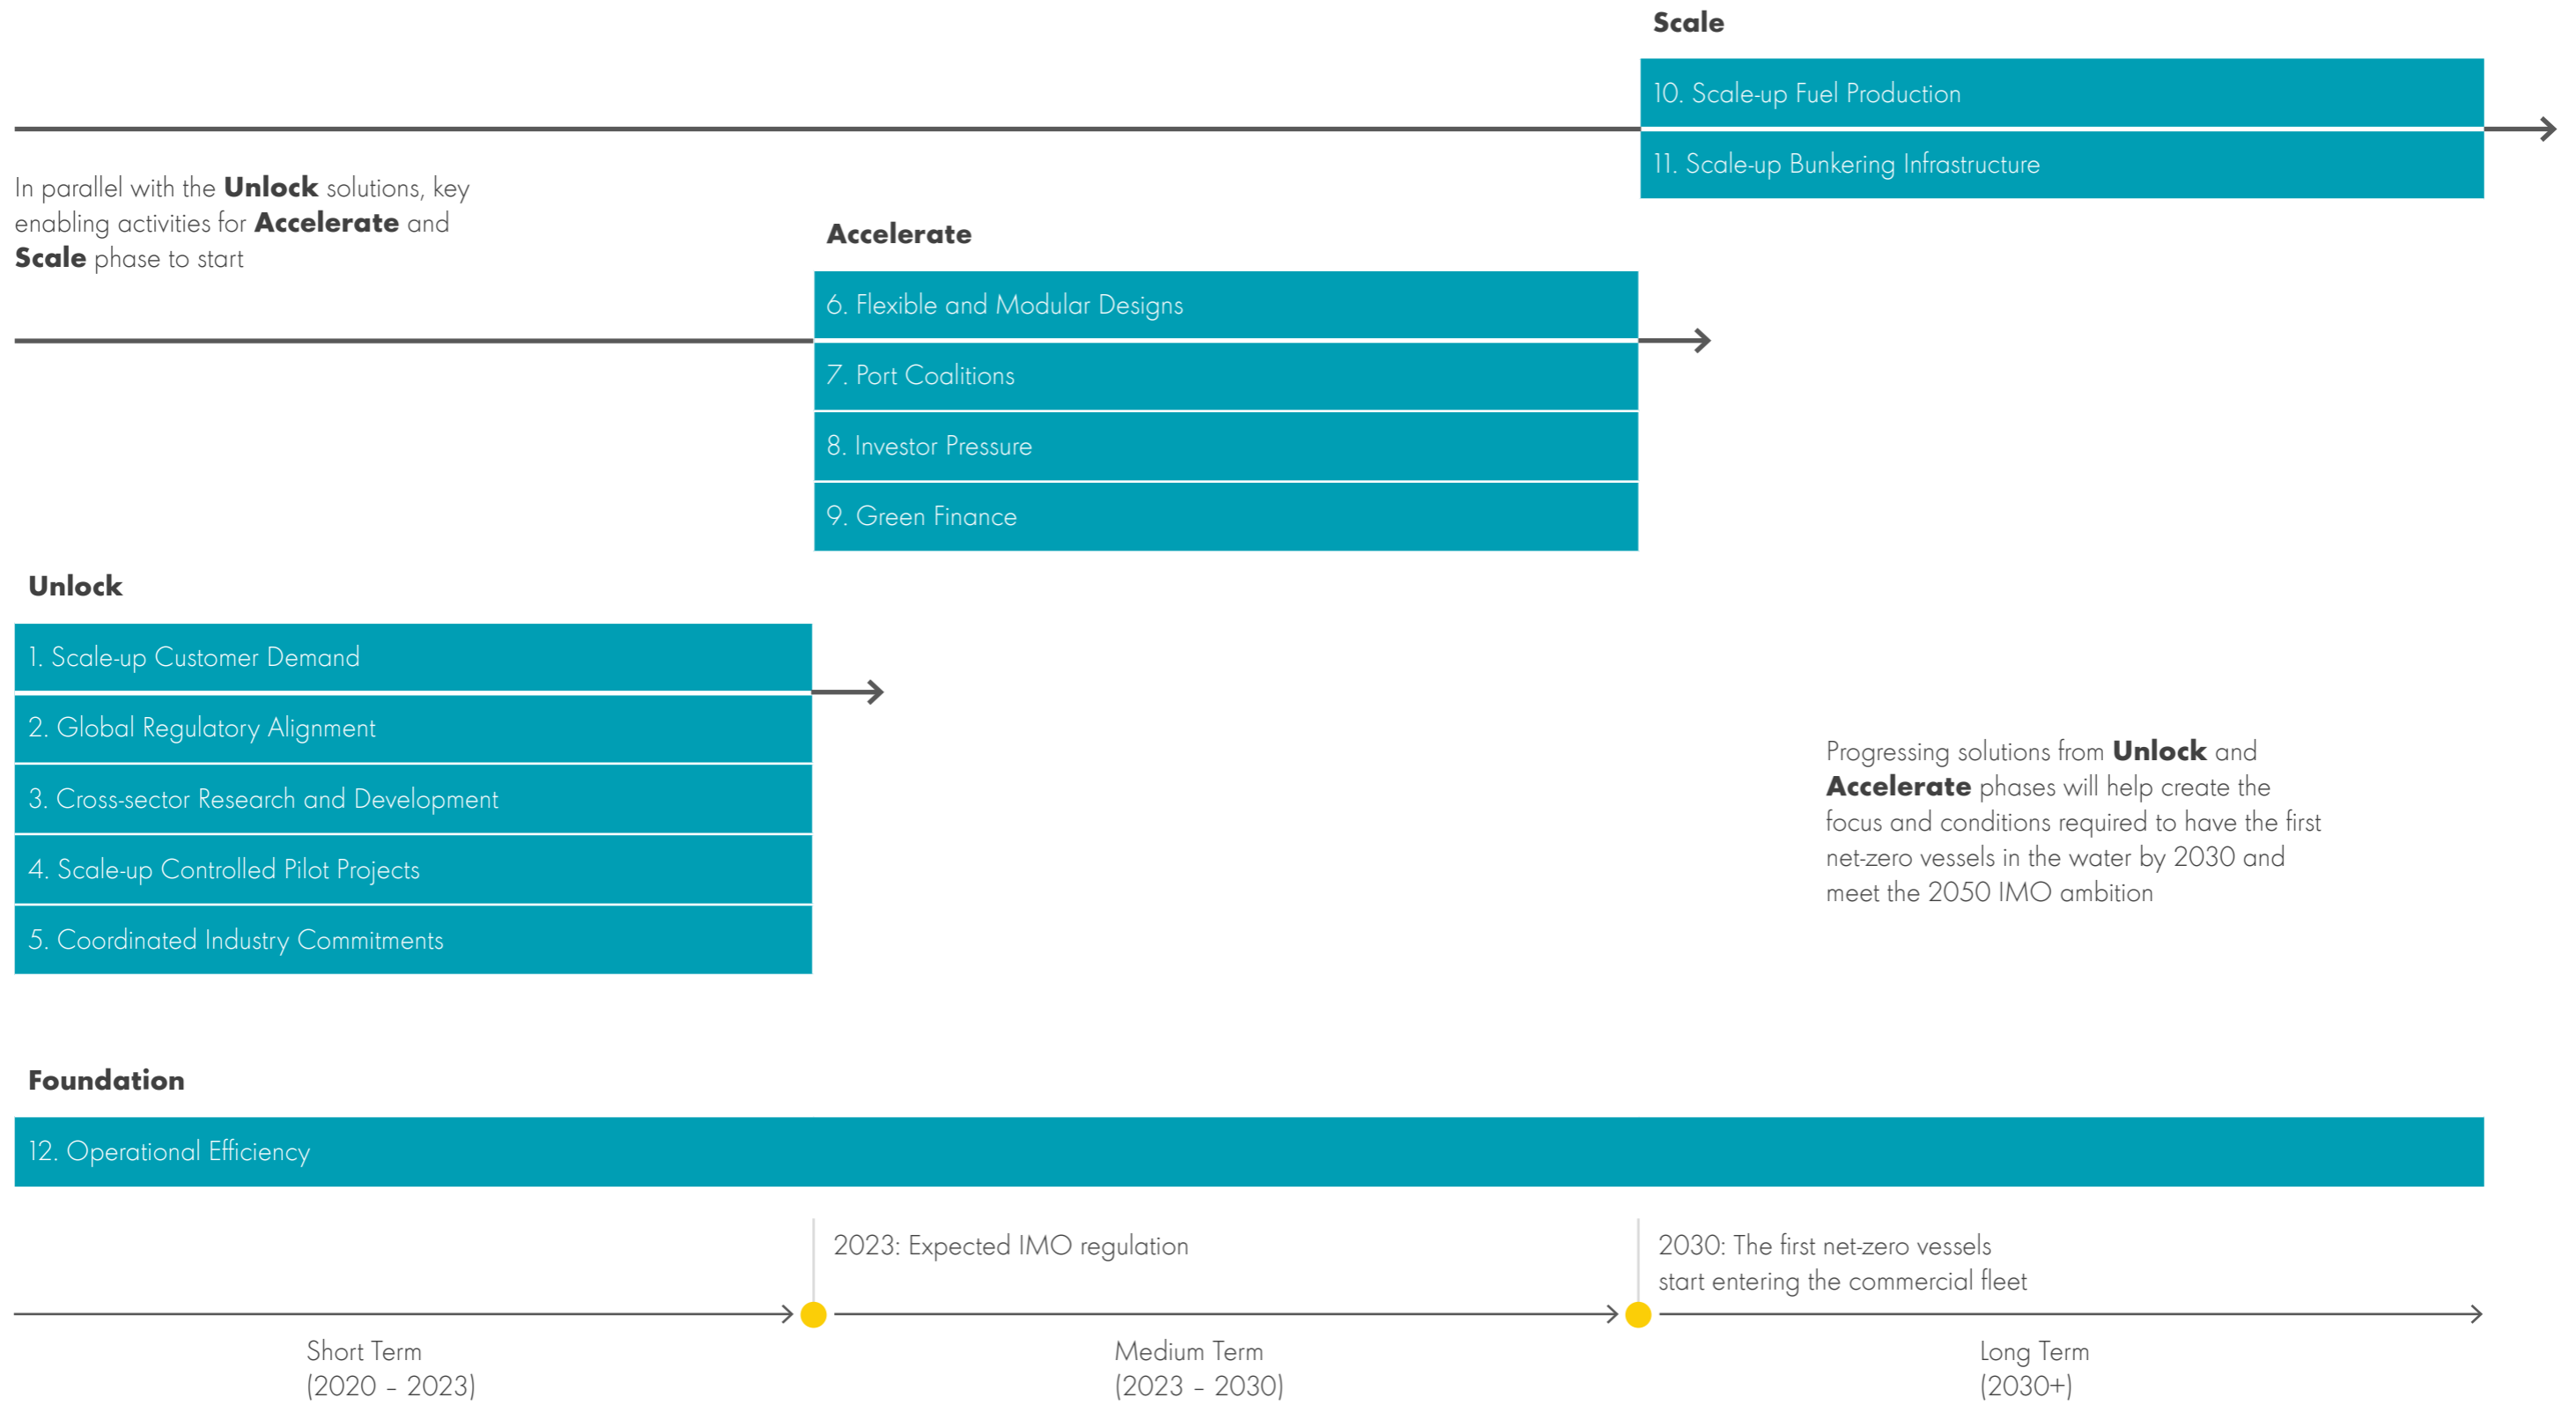 Scale
10. Scale-up Fuel Production
11. Scale-up Bunkering Infrastructure
In parallel with the Unlock solutions, key
enabling activities for Accelerate and
Scale phase to start
Accelerate
6. Flexible and Modular Designs
7. Port Coalitions
8. Investor Pressure
9. Green Finance
Unlock
1. Scale-up Customer Demand
2. Global Regulatory Alignment
3. Cross-sector Research and Development
4. Scale-up Controlled Pilot Projects
5. Coordinated Industry Commitments
Progressing solutions from Unlock and
Accelerate phases will help create the
focus and conditions required to have the first
net-zero vessels in the water by 2030 and
meet the 2050 IMO ambition
Foundation
12. Operational Efficiency
2023: Expected IMO regulation
2030: The first net-zero vessels
start entering the commercial fleet
Short Term
(2020 – 2023)
Medium Term
(2023 – 2030)
Long Term
(2030+)